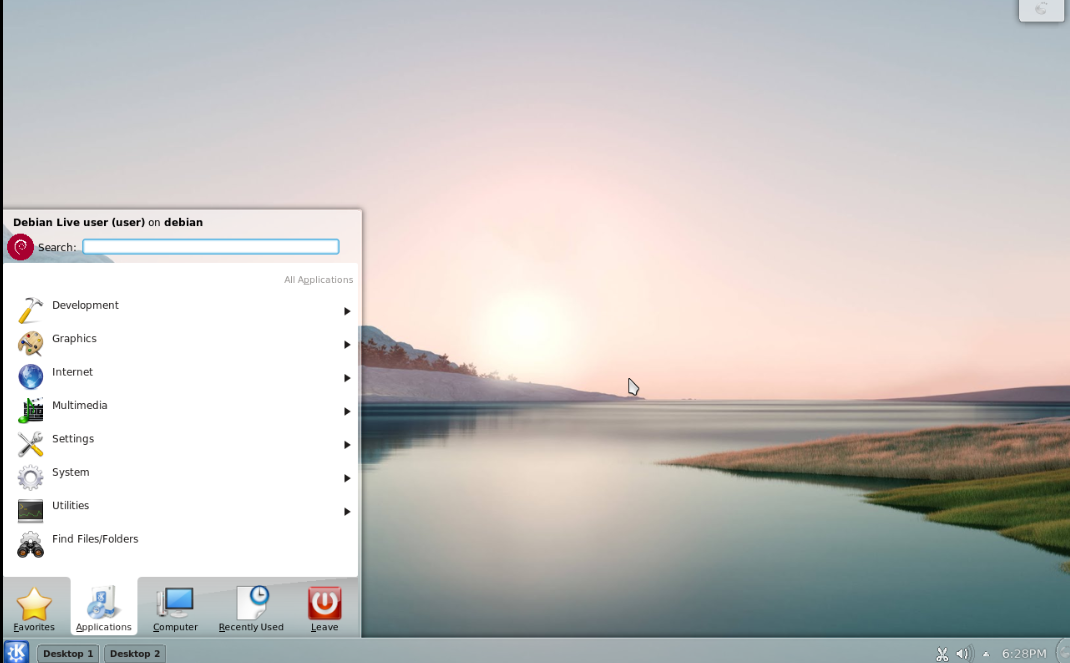 Debian Live user (user) on debian
Search:
All Applications
Development
Graphics
Internet
Multimedia
Settings
System
Utilities
Find Files/Folders
Favorites Applications Computer Recently Used Leave
Desktop 1 Desktop 2 6:28PM